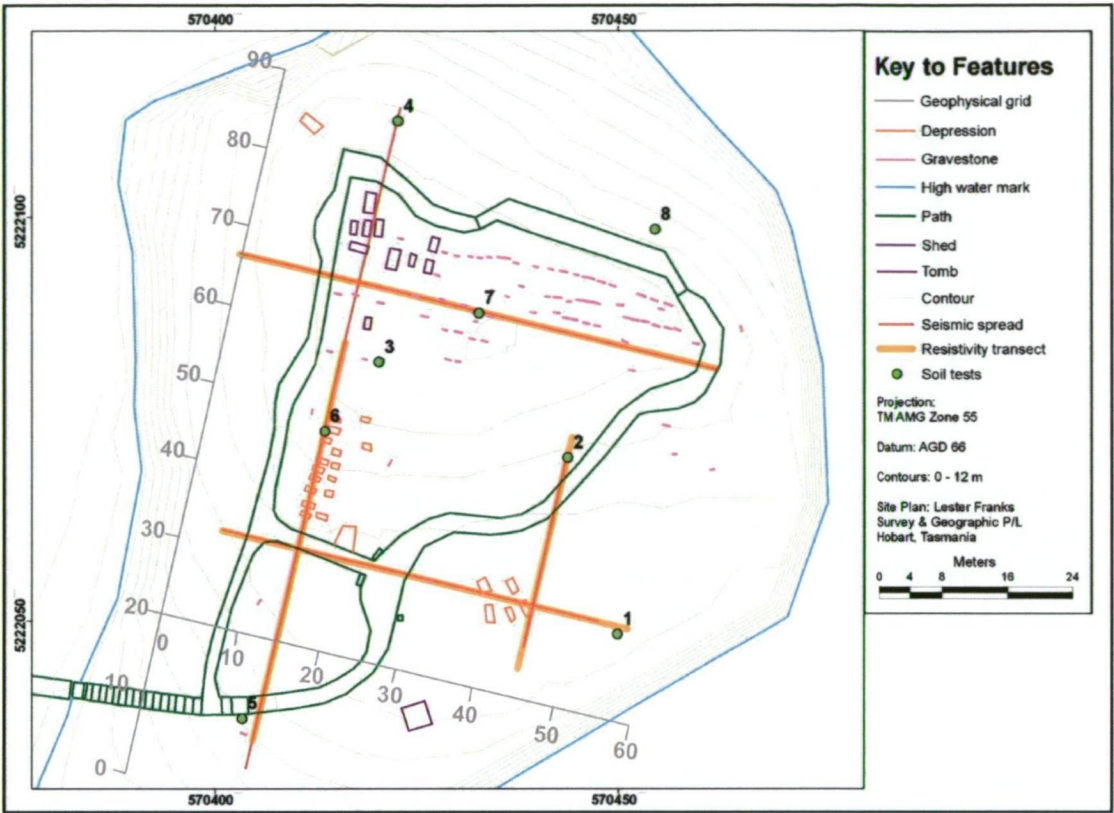 570400
570450
5222100
5222050
90
80
70
60
50
40
30
20
10
0
0
10
20
30
40
50
60
4
8
7
3
6
2
1
5
570400
570450
Key to Features
Geophysical grid
Depression
Gravestone
High water mark
Path
Shed
Tomb
Contour
Seismic spread
Resistivity transect
Soil tests
Projection:
TM AMG Zone 55
Datum: AGD 66
Contours: 0 - 12 m
Site Plan: Lester Franks
Survey & Geographic P/L
Hobart, Tasmania
Meters
0 4 8 16 24